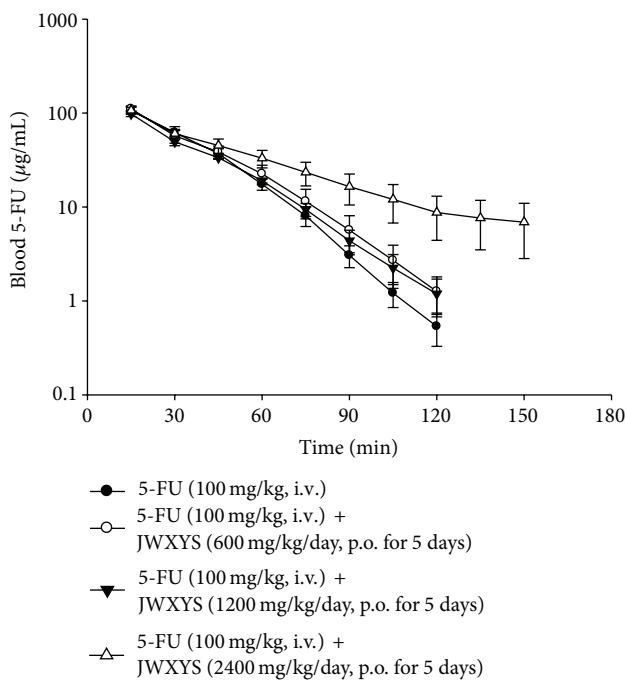 1000
100
10
1
0.1
Blood 5-FU (μg/mL)
0 30 60 90 120 150 180
Time (min)
5-FU (100 mg/kg, i.v.)
5-FU (100 mg/kg, i.v.) +
JWXYS (600 mg/kg/day, p.o. for 5 days)
5-FU (100 mg/kg, i.v.) +
JWXYS (1200 mg/kg/day, p.o. for 5 days)
5-FU (100 mg/kg, i.v.) +
JWXYS (2400 mg/kg/day, p.o. for 5 days)